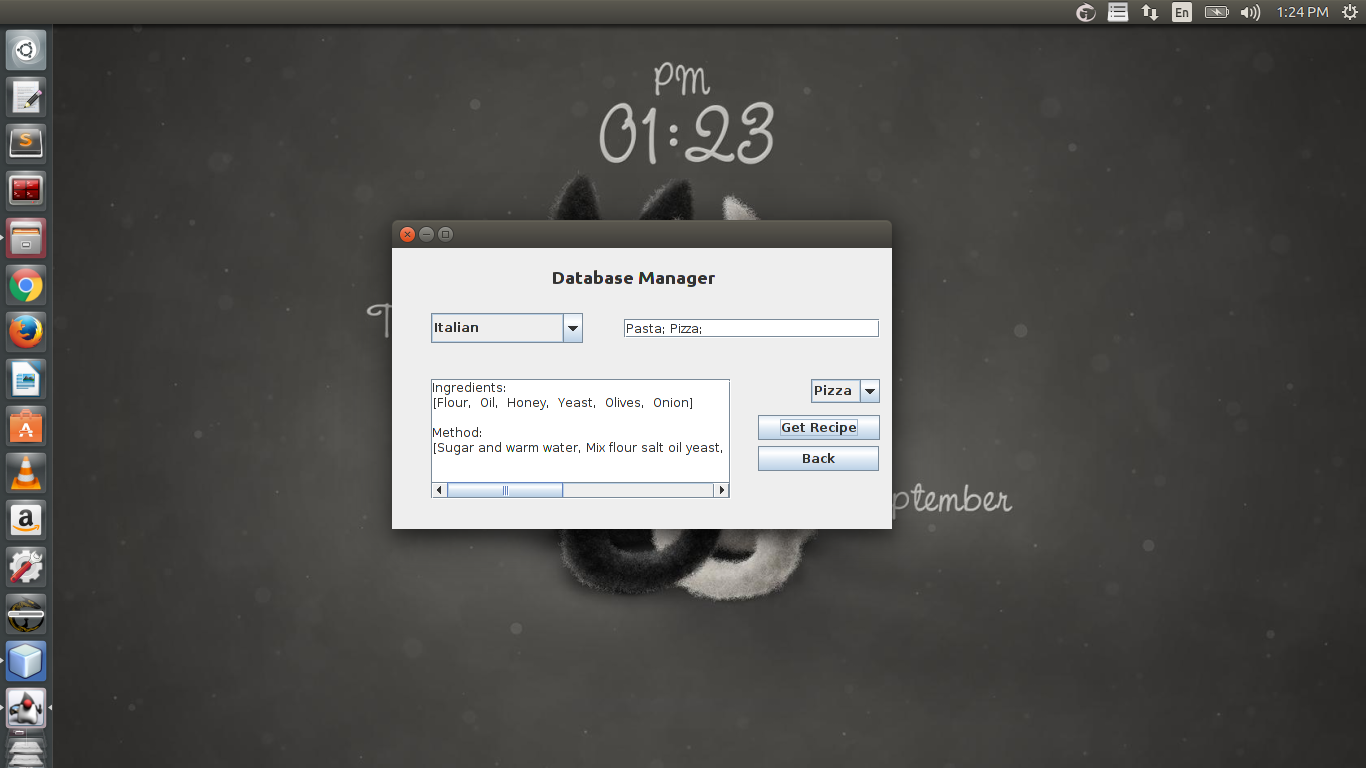 En
1:24 PM
PM
01:23
Database Manager
Italian
Pasta; Pizza;
Ingredients:
[Flour, Oil, Honey, Yeast, Olives, Onion]
Method:
[Sugar and warm water, Mix flour salt oil yeast,
Pizza
Get Recipe
Back